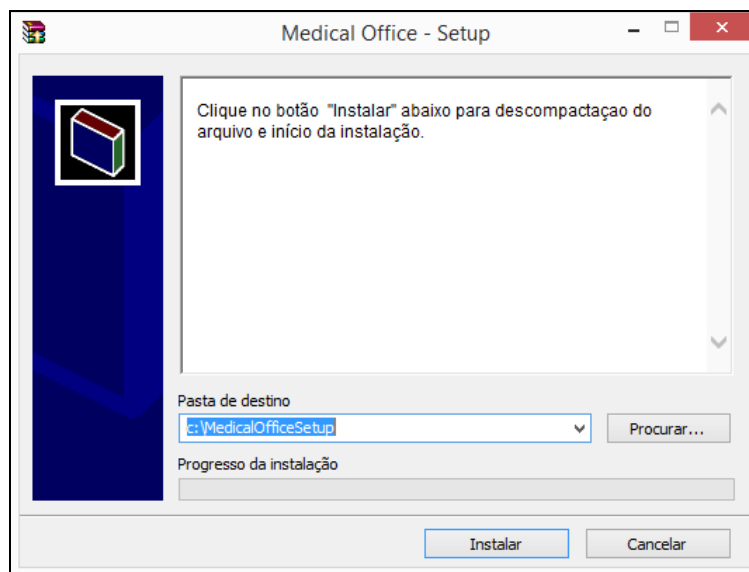 Medical Office - Setup
Clique no botão "Instalar" abaixo para descompactaçao do
arquivo e início da instalação.
Pasta de destino
c:\MedicalOfficeSetup
Procurar...
Progresso da instalação
Instalar
Cancelar